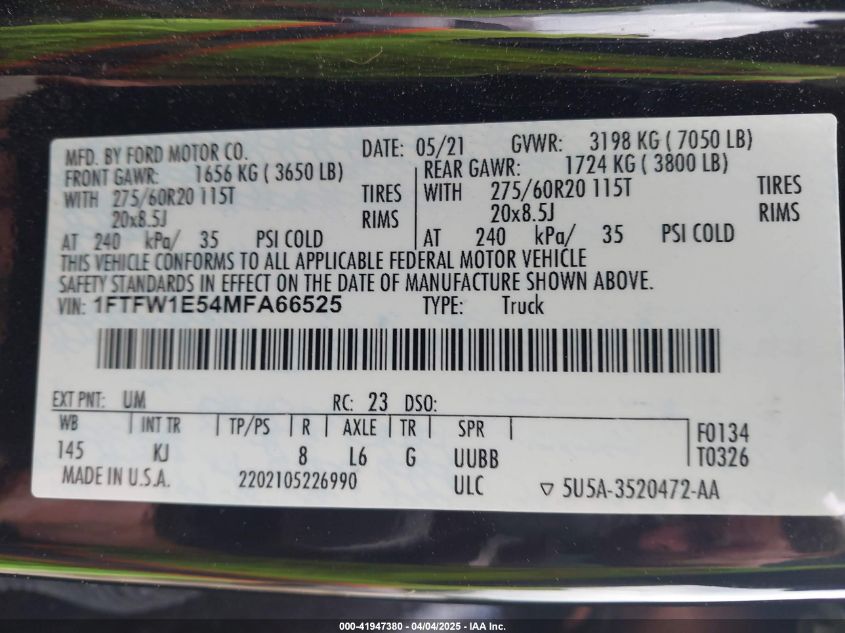 MFD. BY FORD MOTOR CO. DATE: 05/21 GVWR: 3198 KG ( 7050 LB)
FRONT GAWR: 1656 KG ( 3650 LB) REAR GAWR: 1724 KG ( 3800 LB)
WITH 275/60R20 115T TIRES WITH 275/60R20 115T TIRES
20x8.5J RIMS 20x8.5J RIMS
AT 240 kPa/ 35 PSI COLD AT 240 kPa/ 35 PSI COLD
THIS VEHICLE CONFORMS TO ALL APPLICABLE FEDERAL MOTOR VEHICLE
SAFETY STANDARDS IN EFFECT ON THE DATE OF MANUFACTURE SHOWN ABOVE.
VIN: 1FTFW1E54MFA66525 TYPE: Truck
EXT PNT: UM RC: 23 DSO:
WB INT TR TP/PS R AXLE TR SPR F0134
145 KJ 8 L6 G UUBB T0326
MADE IN U.S.A. 2202105226990 ULC ▽ 5U5A-3520472-AA
000-41947380 - 04/04/2025 - IAA Inc.